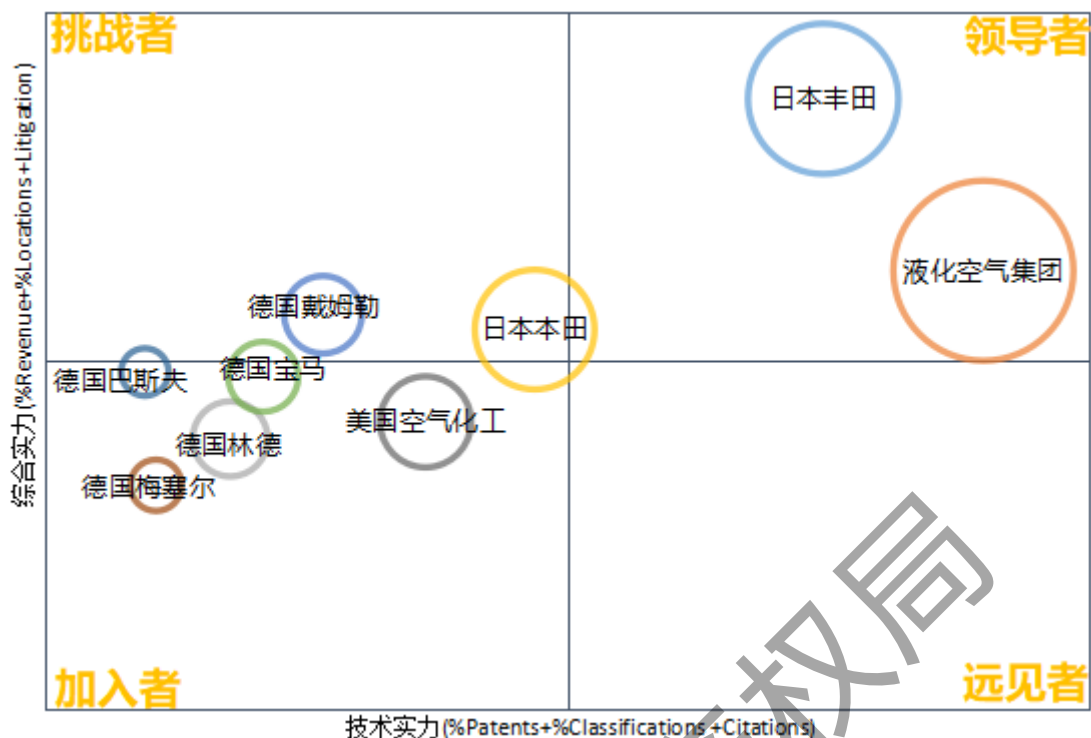 挑战者
领导者
日本丰田
液化空气集团
德国戴姆勒
日本本田
德国宝马
德国巴斯夫
美国空气化工
德国林德
德国梅塞尔
加入者
远见者
综合实力(%Revenue+%Locations+Litigation)
技术实力(%Patents+%Classifications+Citations)
权局